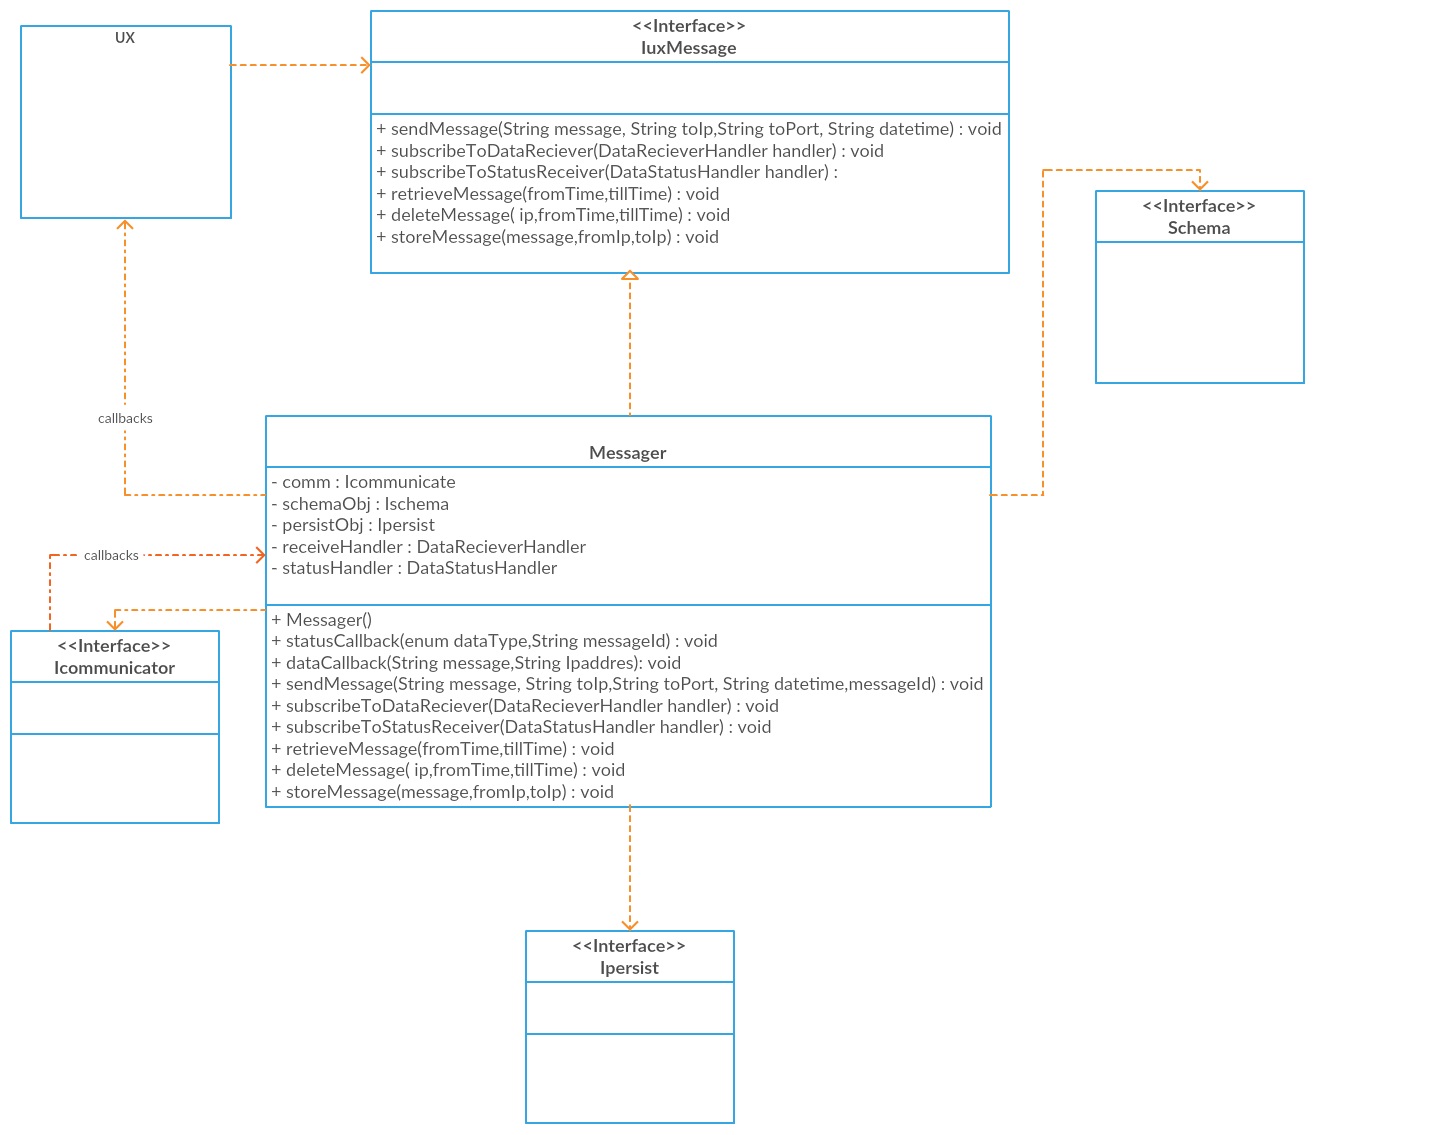 UX
<<Interface>>
IuxMessage
+ sendMessage(String message, String toIp,String toPort, String datetime) : void
+ subscribeToDataReciever(DataRecieverHandler handler) : void
+ subscribeToStatusReceiver(DataStatusHandler handler) :
+ retrieveMessage(fromTime,tillTime) : void
+ deleteMessage( ip,fromTime,tillTime) : void
+ storeMessage(message,fromIp,toIp) : void
<<Interface>>
Schema
callbacks
Messager
- comm : Icommunicate
- schemaObj : Ischema
- persistObj : Ipersist
- receiveHandler : DataRecieverHandler
- statusHandler : DataStatusHandler
callbacks
+ Messager()
+ statusCallback(enum dataType,String messageId) : void
+ dataCallback(String message,String Ipaddres): void
+ sendMessage(String message, String toIp,String toPort, String datetime,messageId) : void
+ subscribeToDataReciever(DataRecieverHandler handler) : void
+ subscribeToStatusReceiver(DataStatusHandler handler) : void
+ retrieveMessage(fromTime,tillTime) : void
+ deleteMessage( ip,fromTime,tillTime) : void
+ storeMessage(message,fromIp,toIp) : void
<<Interface>>
Icommunicator
<<Interface>>
Ipersist